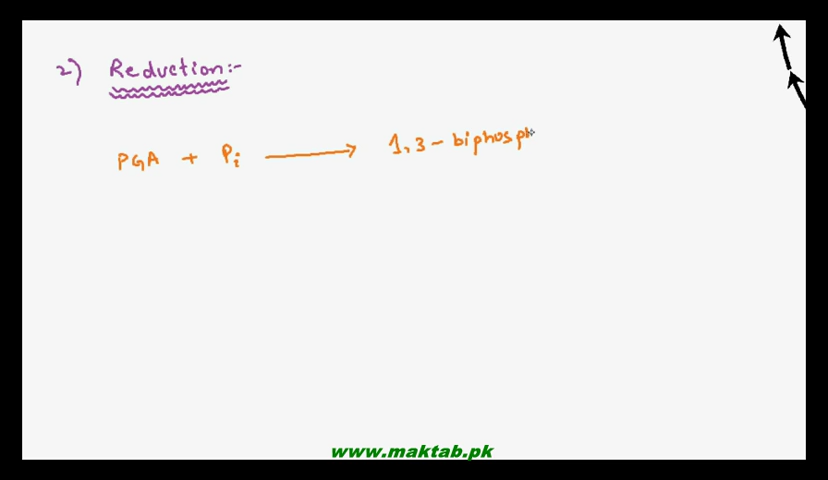 2) Reduction:-
PGA + Pi → 1,3-biphosph
www.maktab.pk